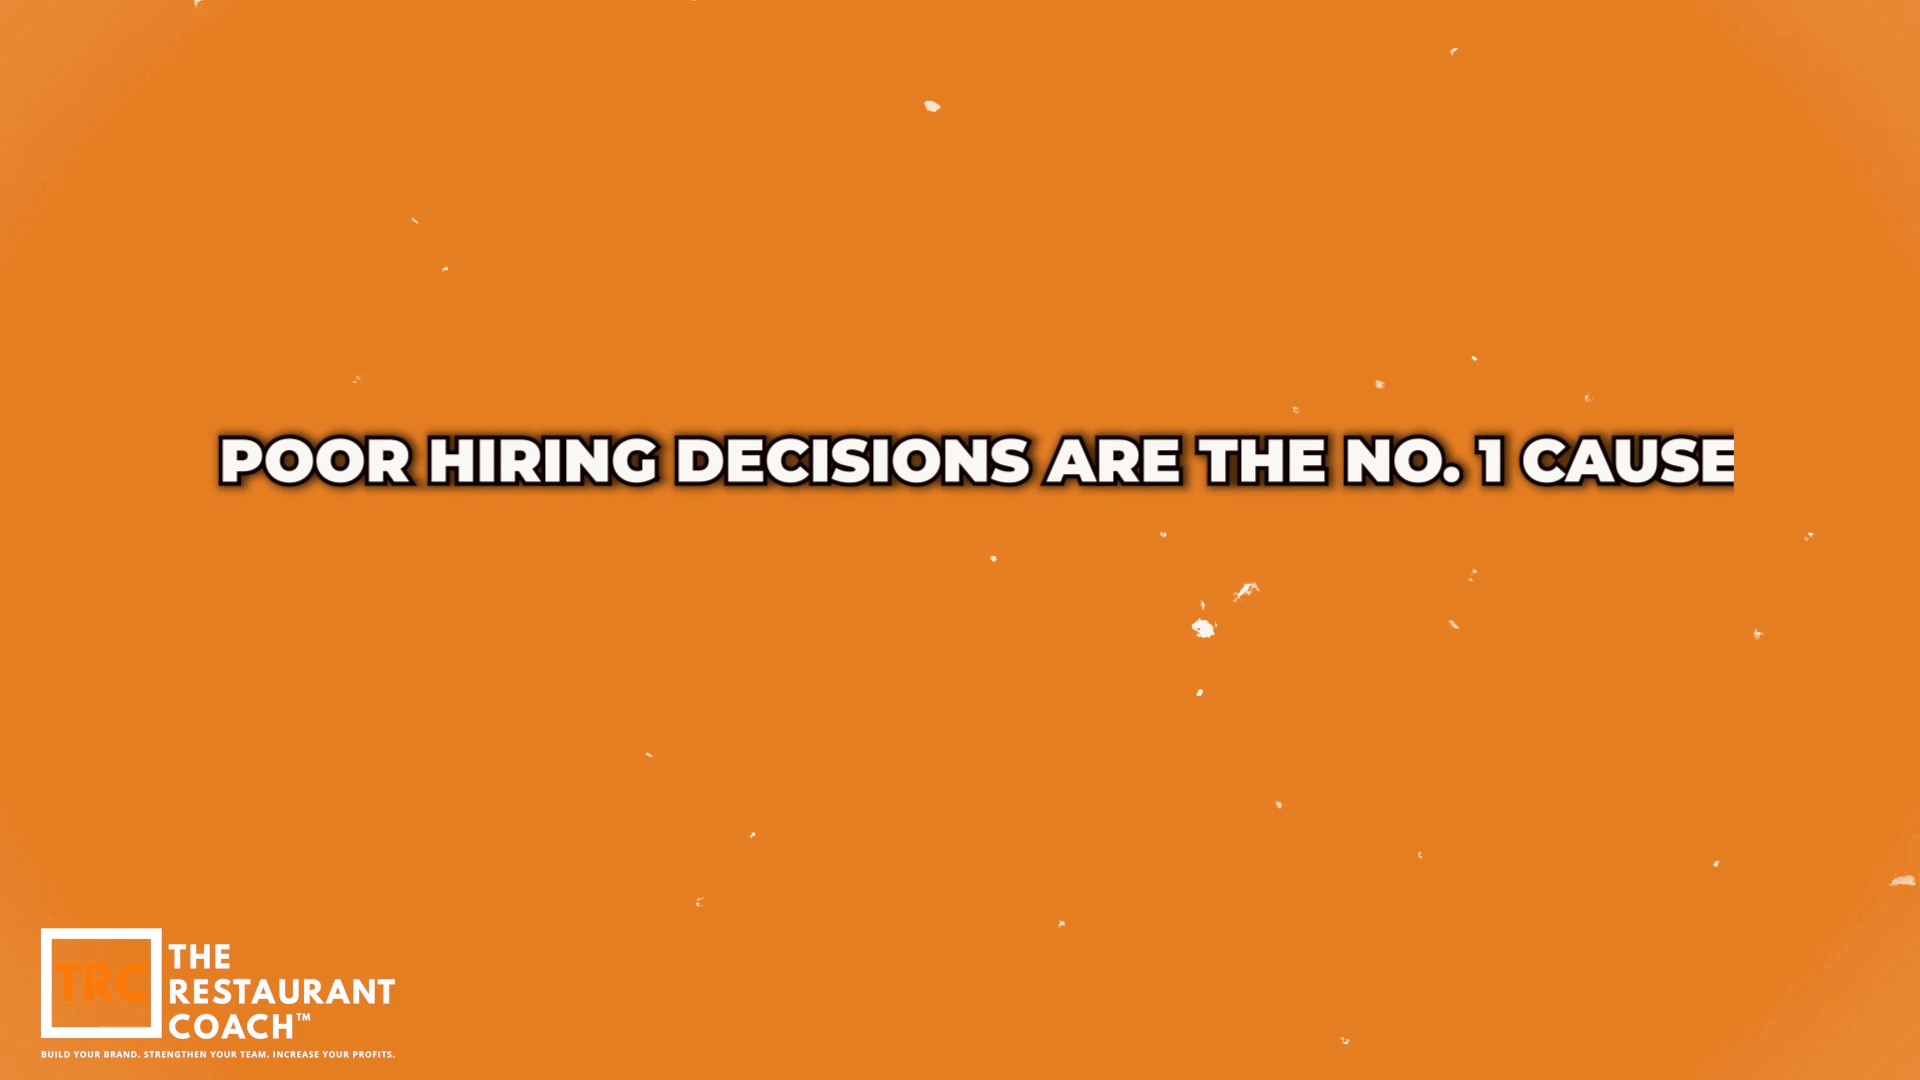 POOR HIRING DECISIONS ARE THE NO. 1 CAUSE
TRC
THE
RESTAURANT
COACH™
BUILD YOUR BRAND. STRENGTHEN YOUR TEAM. INCREASE YOUR PROFITS.